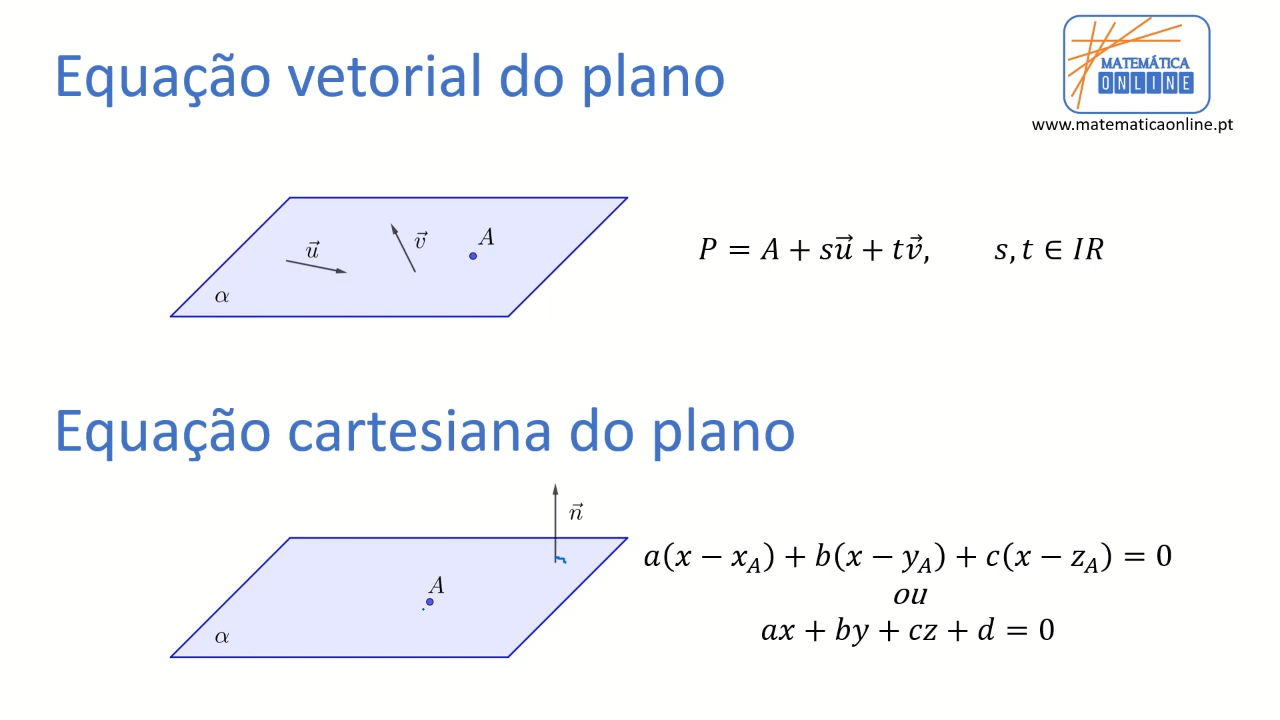 Equação vetorial do plano
MATEMÁTICA
ONLINE
www.matematicaonline.pt
u⃗
v⃗
A
α
P = A + su⃗ + tv⃗,    s, t ∈ IR
Equação cartesiana do plano
n⃗
A
α
a(x − x_A) + b(x − y_A) + c(x − z_A) = 0
ou
ax + by + cz + d = 0